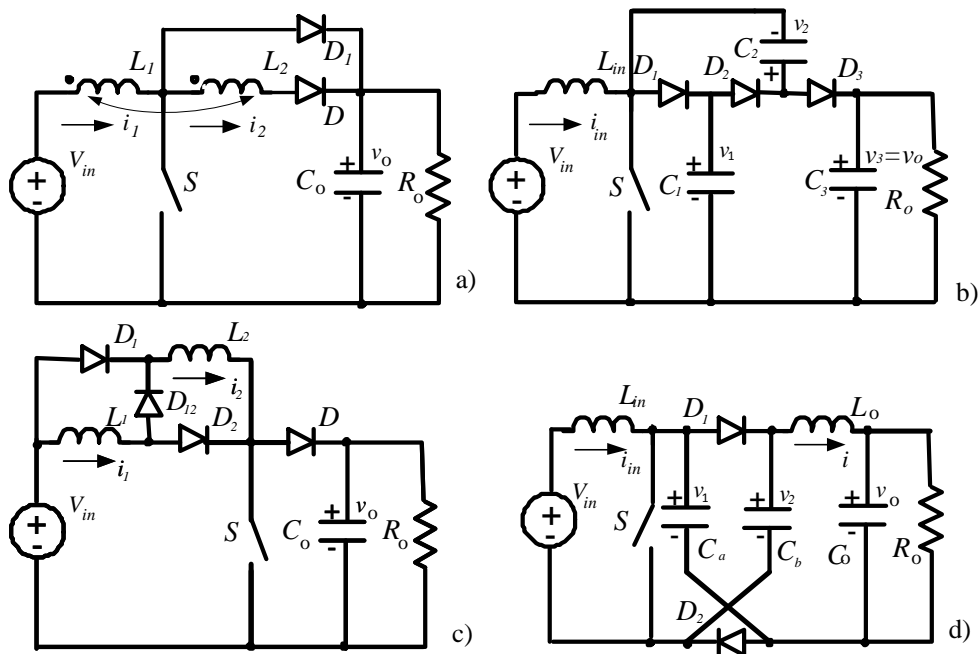 L1
L2
D1
D
i1
i2
Vin
S
Co
vo
Ro
+
-
+
-
a)
Lin
D1
D2
D3
C2
v2
-
+
iin
Vin
S
C1
v1
C3
v3=vo
Ro
+
-
+
-
+
-
b)
D1
L2
i2
D12
L1
D2
D
i1
Vin
S
Co
vo
Ro
+
-
+
-
c)
Lin
D1
Lo
iin
i
Vin
S
v1
v2
vo
Ca
Cb
Co
Ro
D2
+
-
+
-
+
-
+
-
d)